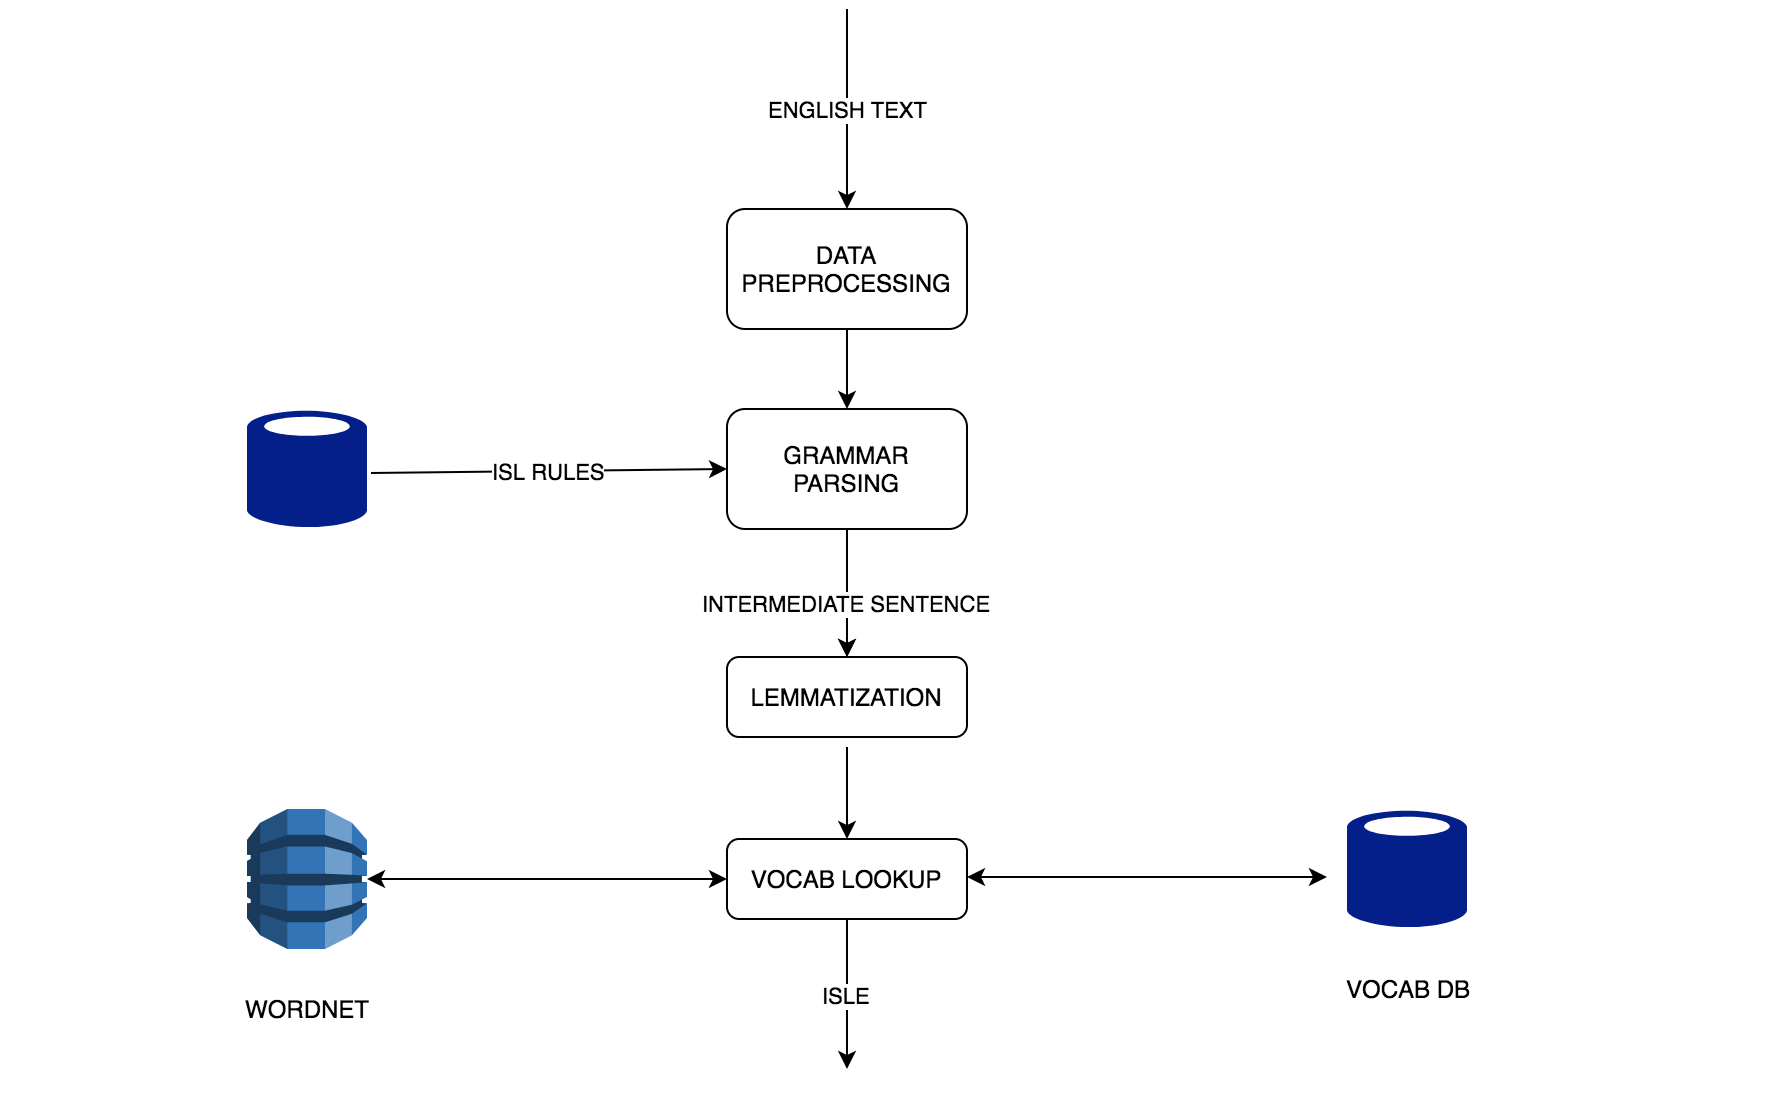 ENGLISH TEXT
DATA
PREPROCESSING
GRAMMAR
PARSING
ISL RULES
INTERMEDIATE SENTENCE
LEMMATIZATION
VOCAB LOOKUP
WORDNET
VOCAB DB
ISLE